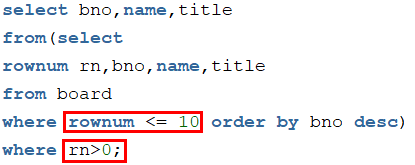 select bno,name,title
from(select
rownum rn,bno,name,title
from board
where rownum <= 10 order by bno desc)
where rn>0;